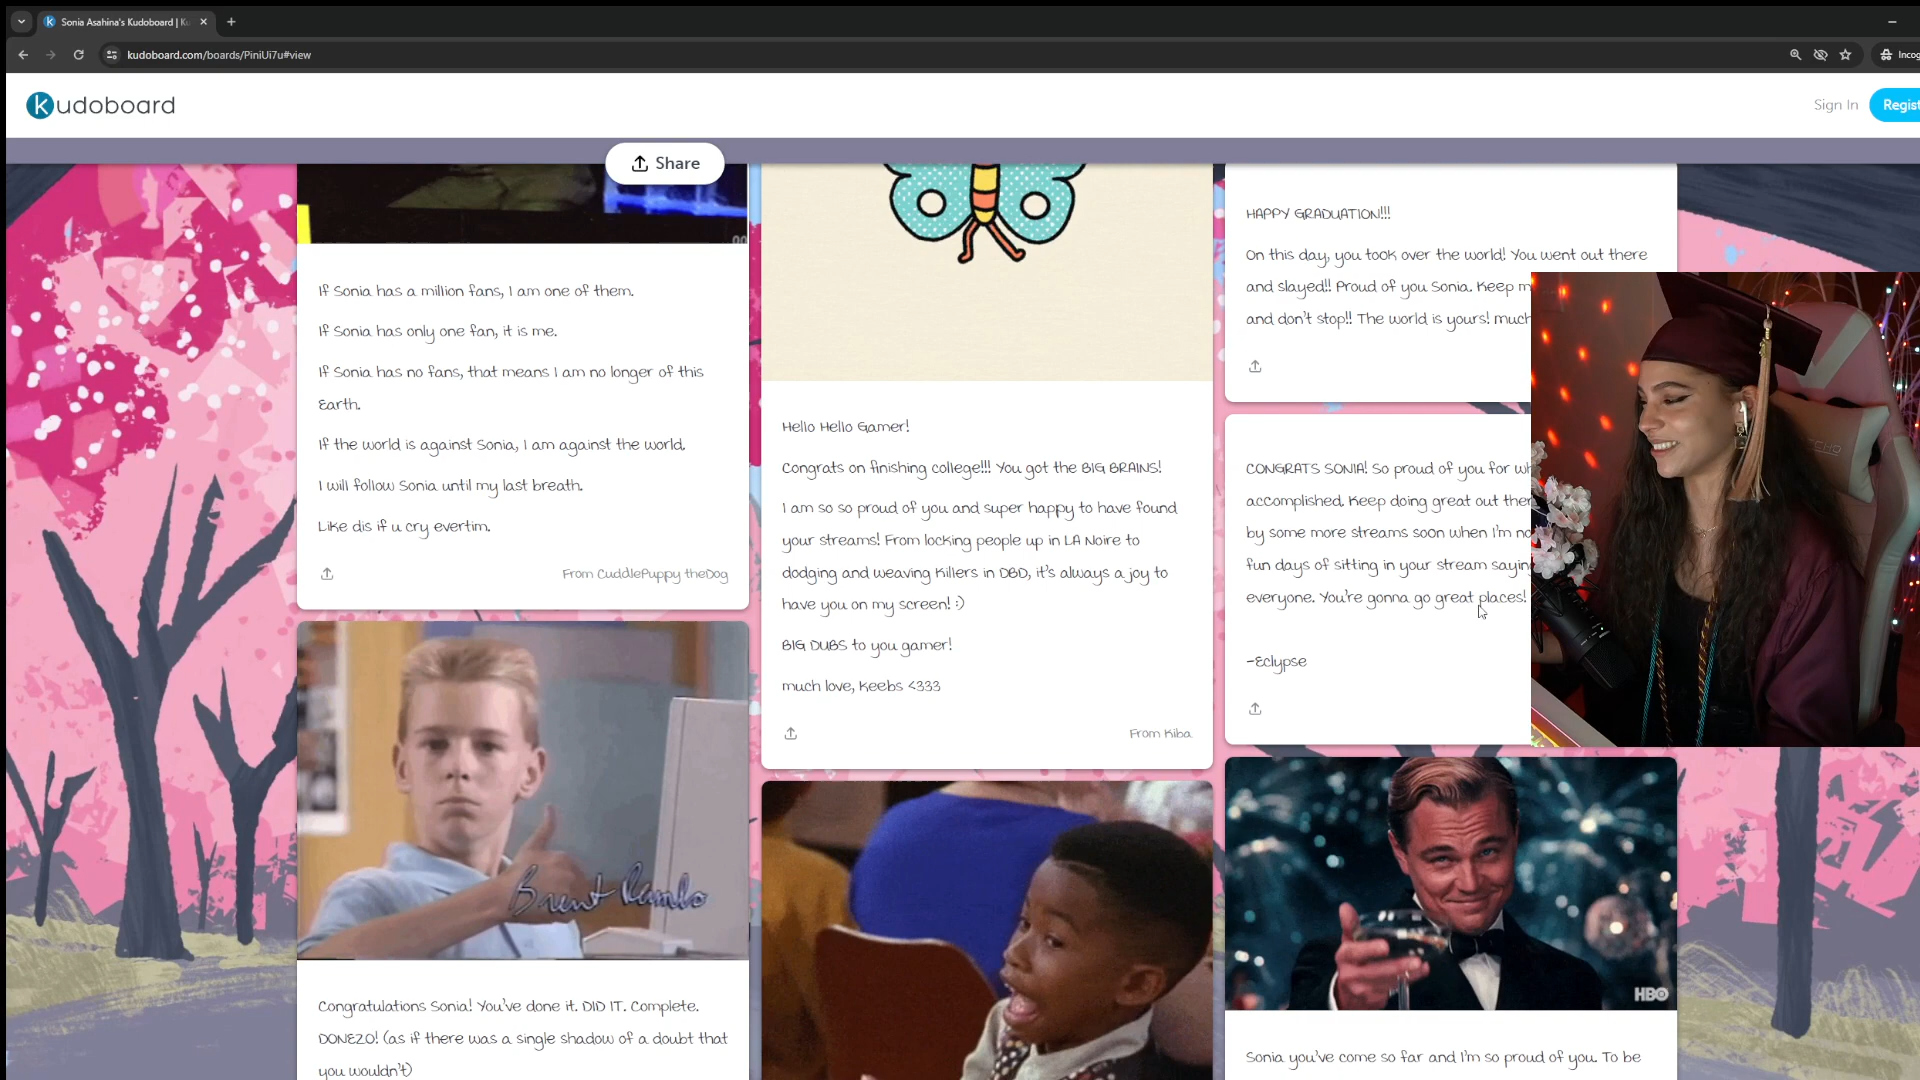 Sonia Asahina's Kudoboard | Ku
kudoboard.com/boards/PiniUi7u#view
Incog
kudoboard
Sign In
Regist
Share
00
If Sonia has a million fans, I am one of them.
If Sonia has only one fan, it is me.
If Sonia has no fans, that means I am no longer of this
Earth.
If the world is against Sonia, I am against the world.
I will follow Sonia until my last breath.
Like dis if u cry evertim.
From CuddlePuppy theDog
Brent Rambo
Congratulations Sonia! You've done it. DID IT. Complete.
DONEZO! (as if there was a single shadow of a doubt that
you wouldn't)
Hello Hello Gamer!
Congrats on finishing college!!! You got the BIG BRAINS!
I am so so proud of you and super happy to have found
your streams! From locking people up in LA Noire to
dodging and weaving Killers in DBD, it's always a joy to
have you on my screen! :)
BIG DUBS to you gamer!
much love, Keebs <333
From Kiba
HAPPY GRADUATION!!!
On this day, you took over the world! You went out there
and slayed!! Proud of you Sonia. Keep m
and don't stop!! The world is yours! much
CONGRATS SONIA! So proud of you for wh
accomplished. Keep doing great out ther
by some more streams soon when I'm no
fun days of sitting in your stream saying
everyone. You're gonna go great places!
-Eclypse
HBO
Sonia you've come so far and I'm so proud of you. To be